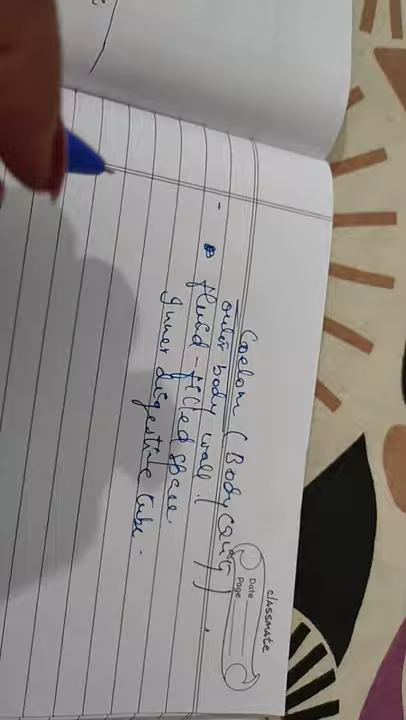 classmate
Date
Page
Coelom (Body cavity)
outer body wall.
fluid-filled space
Inner digestive tube.